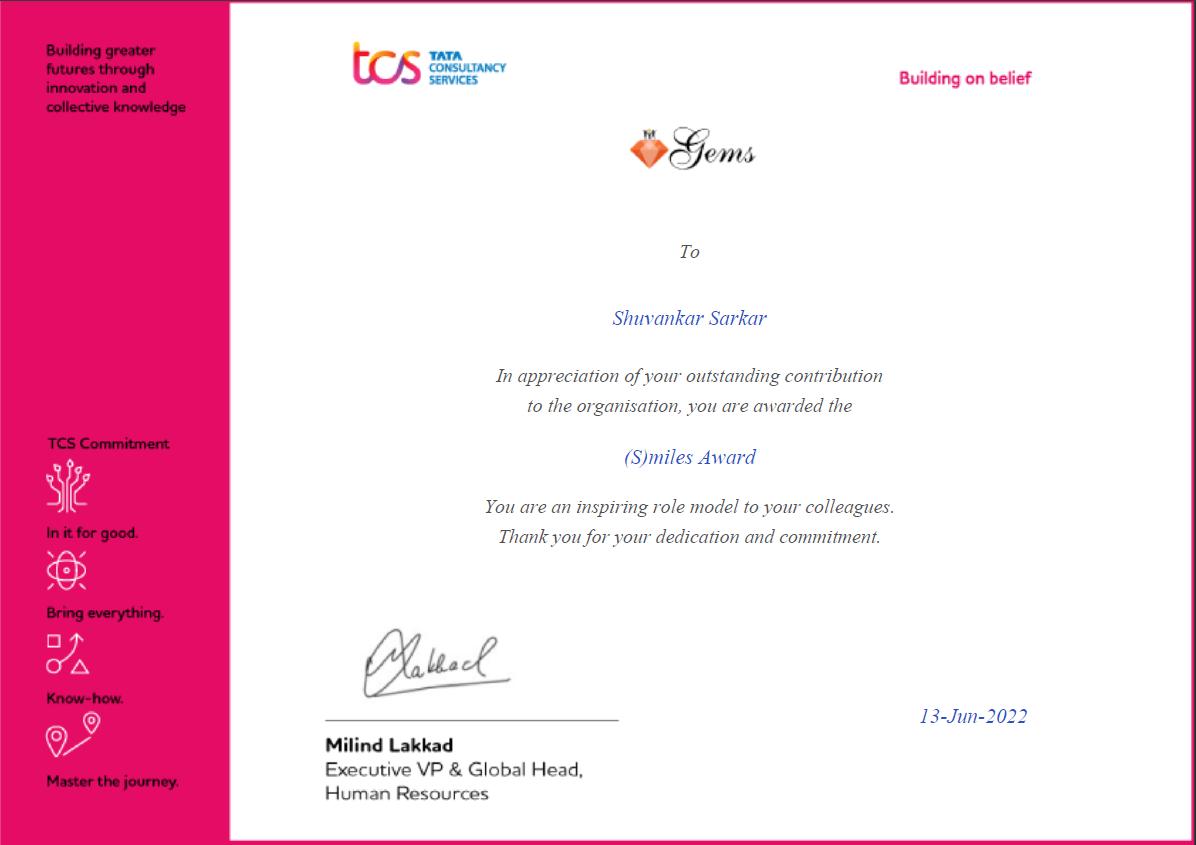 Building greater
futures through
innovation and
collective knowledge
tcs TATA
CONSULTANCY
SERVICES
Building on belief
Gems
To
Shuvankar Sarkar
In appreciation of your outstanding contribution
to the organisation, you are awarded the
(S)miles Award
You are an inspiring role model to your colleagues.
Thank you for your dedication and commitment.
TCS Commitment
In it for good.
Bring everything.
Know-how.
Master the journey.
MLakkad
Milind Lakkad
Executive VP & Global Head,
Human Resources
13-Jun-2022